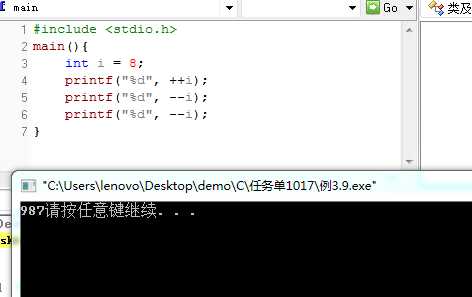 main
Go
类及
1 #include <stdio.h>
2 main(){
3 int i = 8;
4 printf("%d", ++i);
5 printf("%d", --i);
6 printf("%d", --i);
7 }
"C:\Users\lenovo\Desktop\demo\C\任务单1017\例3.9.exe"
987请按任意键继续. . .